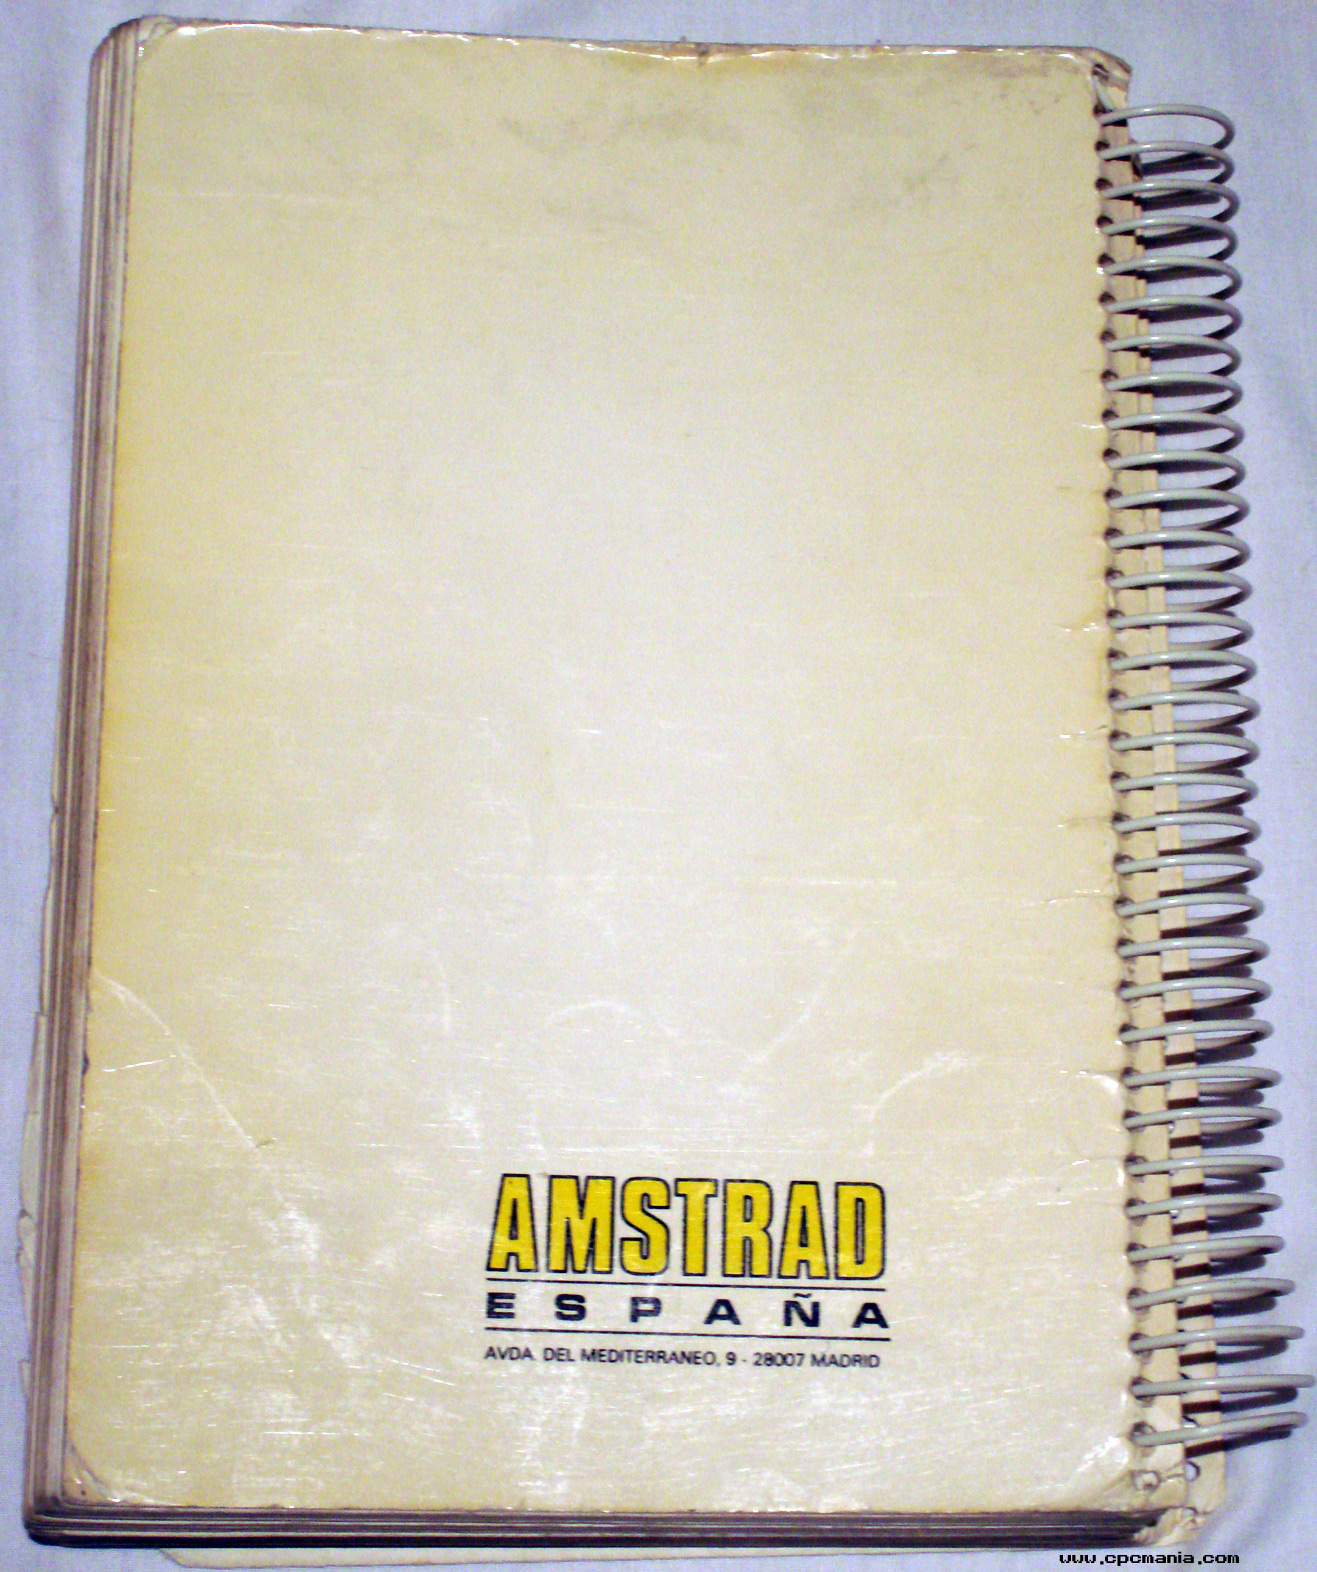 AMSTRAD
ESPAÑA
AVDA. DEL MEDITERRANEO, 9 - 28007 MADRID
www.cpcmania.com